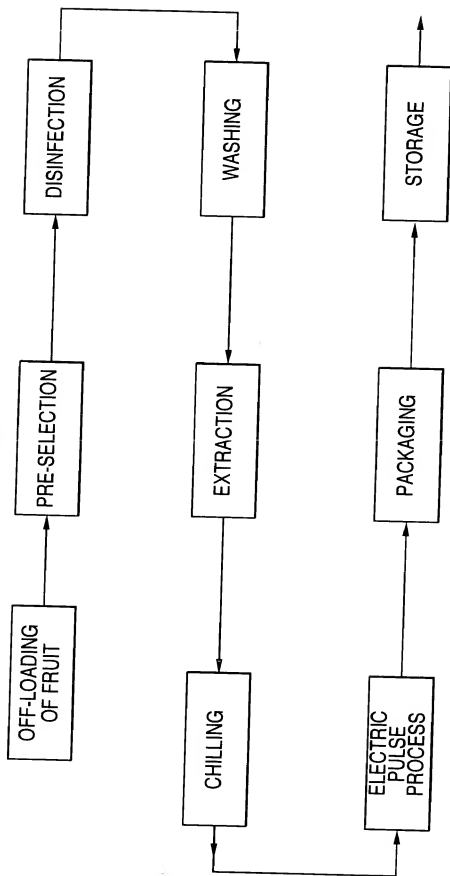 OFF-LOADING
OF FRUIT
PRE-SELECTION
DISINFECTION
WASHING
EXTRACTION
CHILLING
ELECTRIC
PULSE
PROCESS
PACKAGING
STORAGE